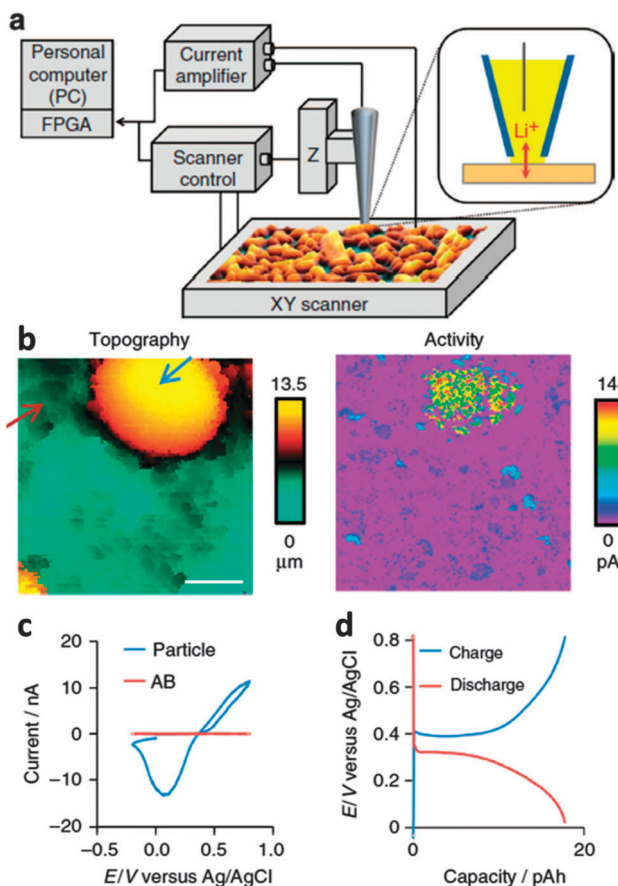 a
Personal
computer
(PC)
FPGA
Current
amplifier
Scanner
control
Z
Li+
XY scanner
b
Topography
Activity
13.5
0
μm
14
0
pA
c
Particle
AB
Current / nA
20
10
0
−10
−20
−0.5
0.0
0.5
1.0
E/V versus Ag/AgCl
d
Charge
Discharge
E/V versus Ag/AgCl
0.8
0.6
0.4
0.2
0
0
20
Capacity / pAh